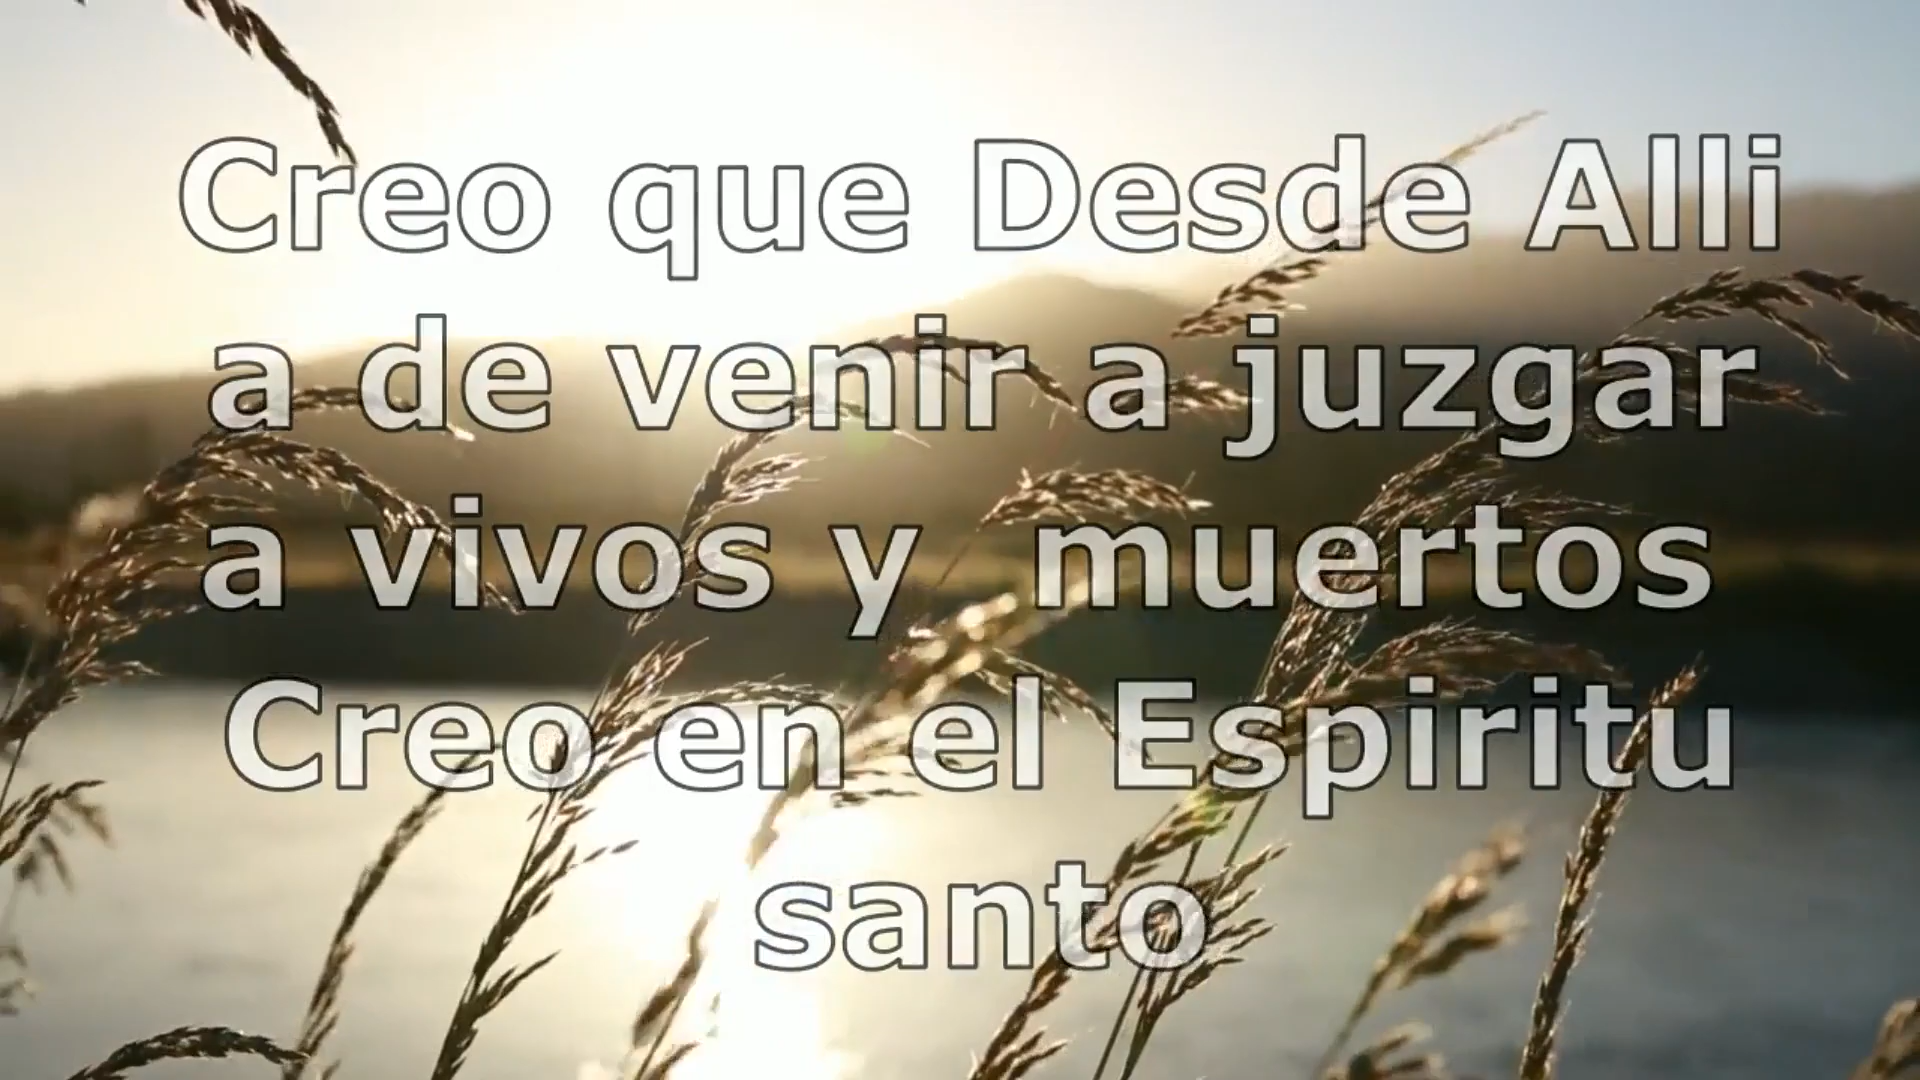 Creo que Desde Alli
a de venir a juzgar
a vivos y muertos
Creo en el Espiritu
santo